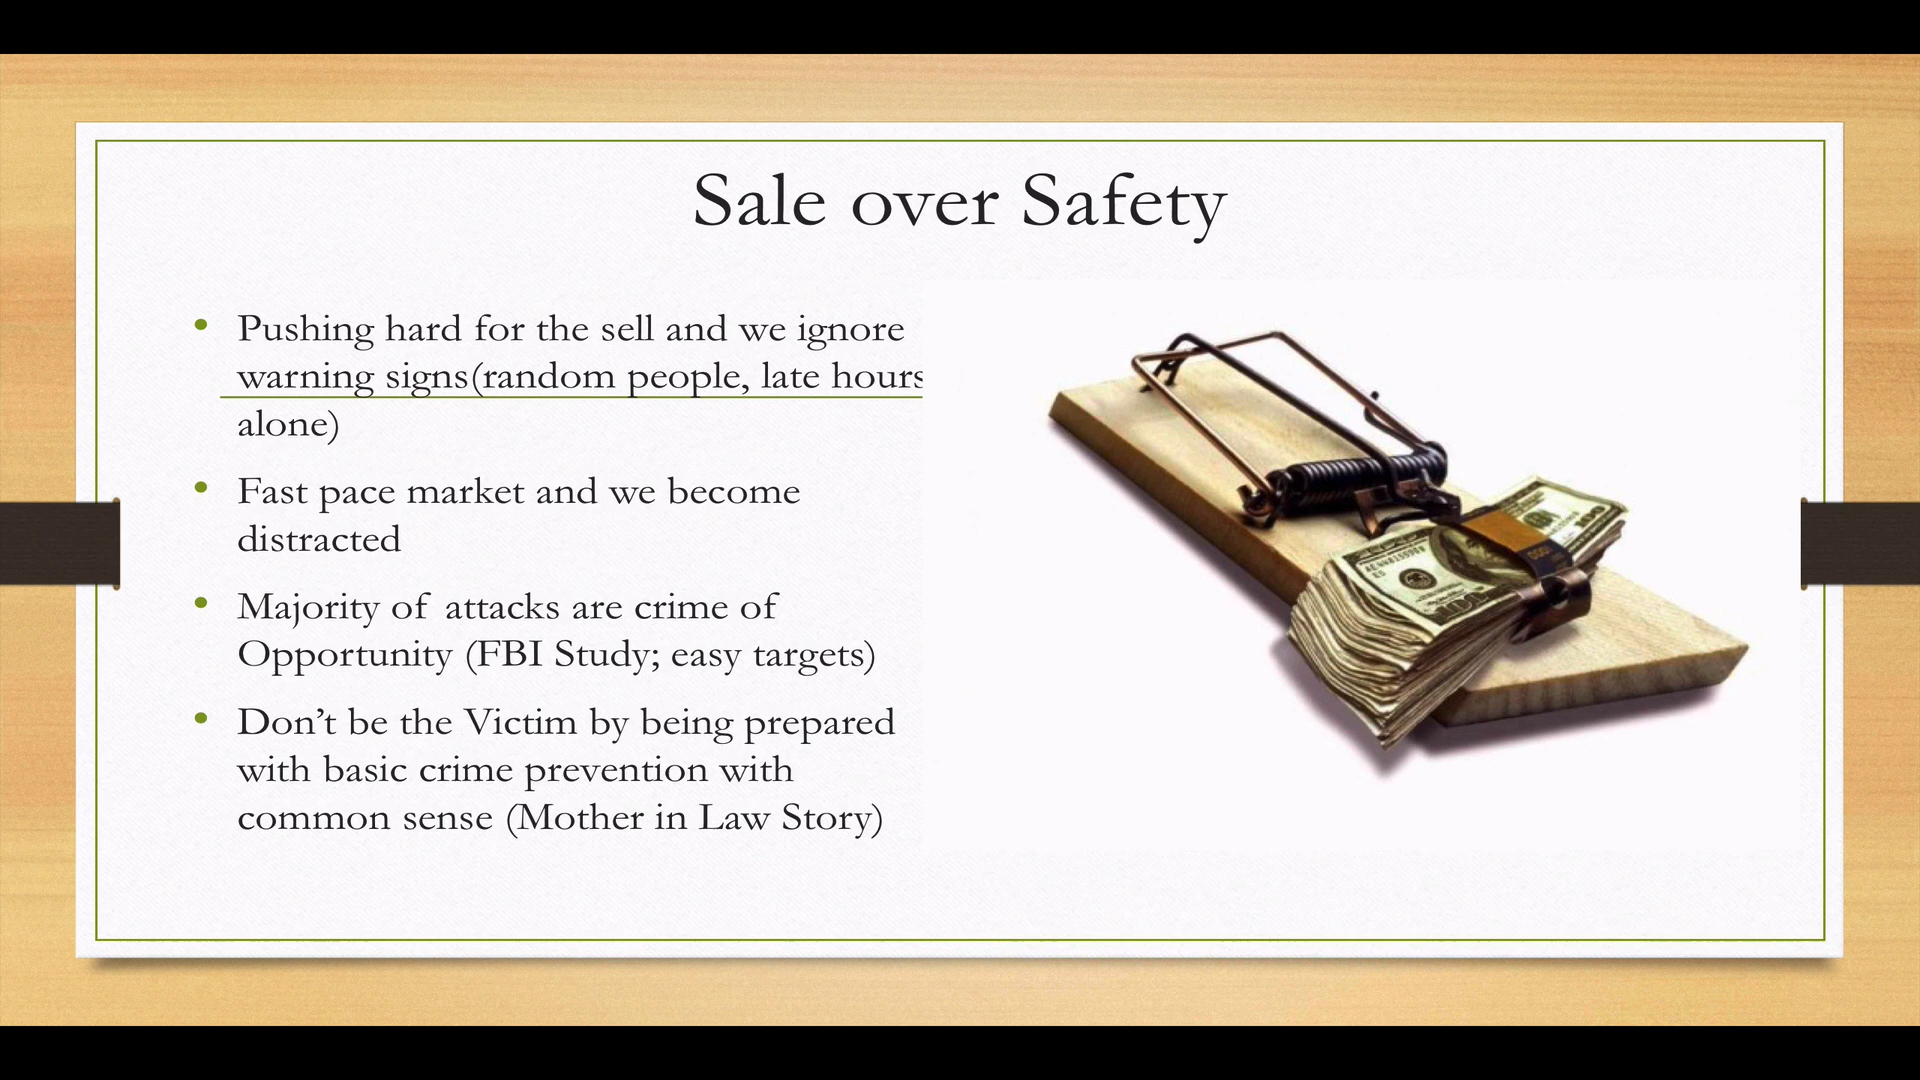 Sale over Safety
• Pushing hard for the sell and we ignore
warning signs(random people, late hours
alone)
• Fast pace market and we become
distracted
• Majority of attacks are crime of
Opportunity (FBI Study; easy targets)
• Don’t be the Victim by being prepared
with basic crime prevention with
common sense (Mother in Law Story)
100